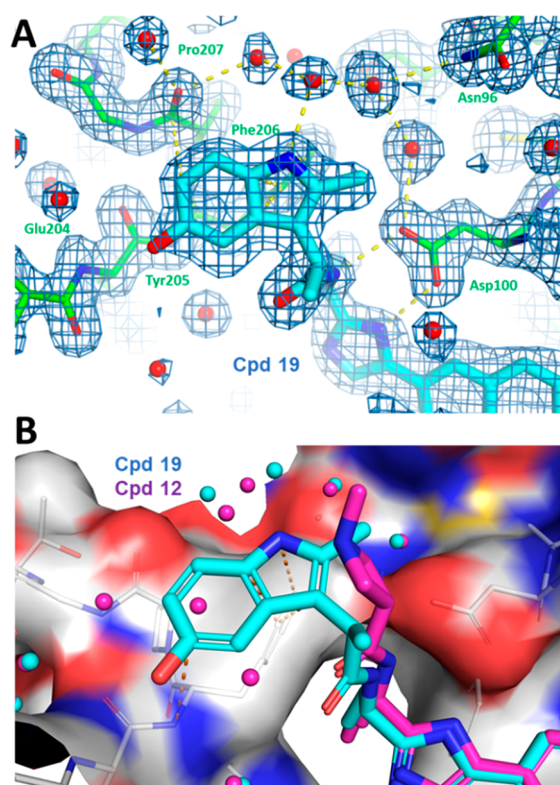 A
Pro207
Asn96
Phe206
Glu204
Tyr205
Asp100
Cpd 19
B
Cpd 19
Cpd 12